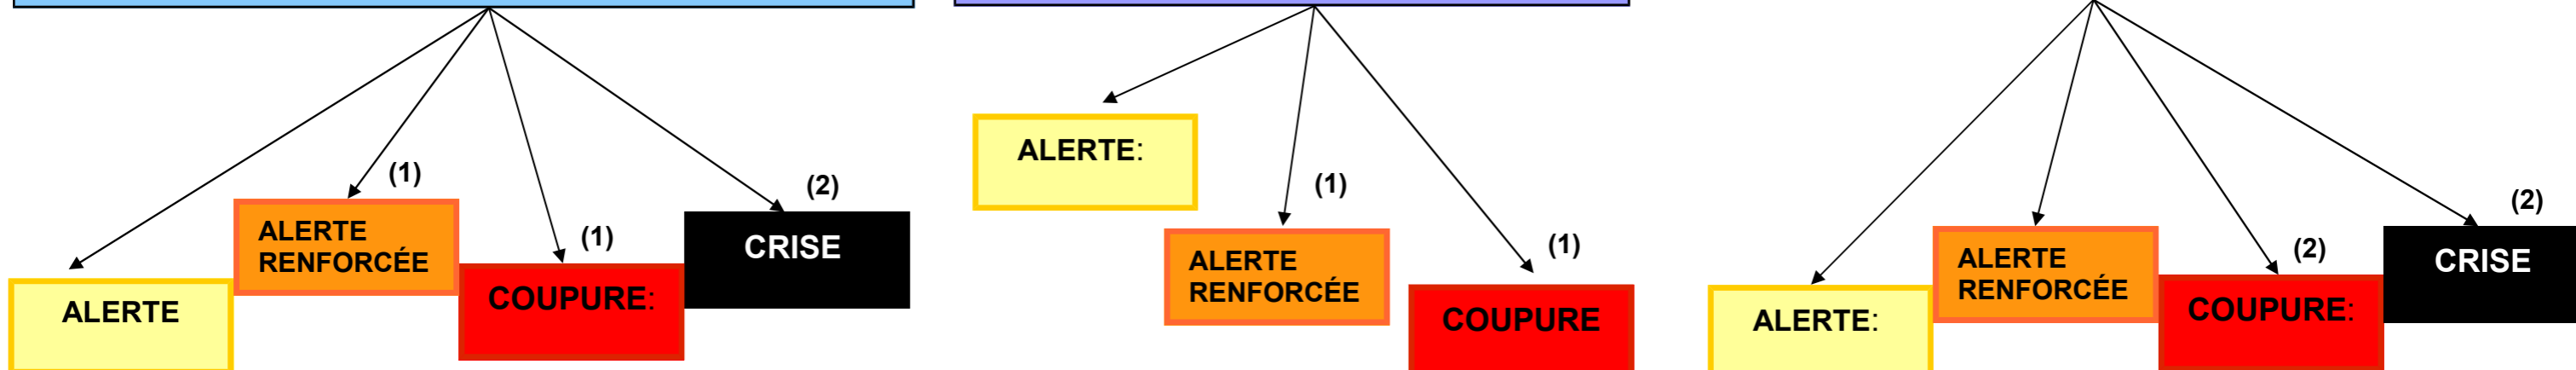 (1)
ALERTE
RENFORCÉE
(2)
CRISE
(1)
COUPURE:
ALERTE
ALERTE:
(1)
ALERTE
RENFORCÉE
(1)
COUPURE
(2)
CRISE
ALERTE
RENFORCÉE
(2)
COUPURE:
ALERTE: